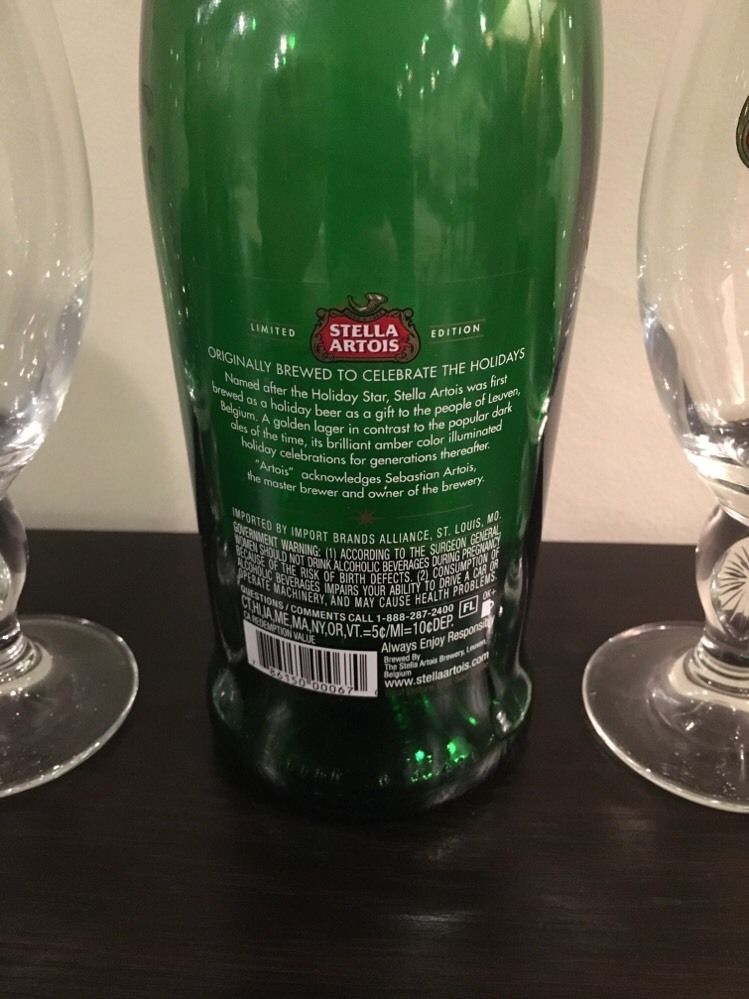 LIMITED STELLA ARTOIS EDITION
ORIGINALLY BREWED TO CELEBRATE THE HOLIDAYS
Named after the Holiday Star, Stella Artois was first
brewed as a holiday beer as a gift to the people of Leuven,
Belgium. A golden lager in contrast to the popular dark
ales of the time, its brilliant amber color illuminated
holiday celebrations for generations thereafter.
"Artois" acknowledges Sebastian Artois,
the master brewer and owner of the brewery.
IMPORTED BY IMPORT BRANDS ALLIANCE, ST. LOUIS, MO.
GOVERNMENT WARNING: (1) ACCORDING TO THE SURGEON GENERAL,
WOMEN SHOULD NOT DRINK ALCOHOLIC BEVERAGES DURING PREGNANCY
BECAUSE OF THE RISK OF BIRTH DEFECTS. (2) CONSUMPTION OF
ALCOHOLIC BEVERAGES IMPAIRS YOUR ABILITY TO DRIVE A CAR OR
OPERATE MACHINERY, AND MAY CAUSE HEALTH PROBLEMS.
QUESTIONS / COMMENTS CALL 1-888-287-2400 FL OK+
CT,HI,IA,ME,MA,NY,OR,VT.=5¢/MI=10¢DEP.
CA REDEMPTION VALUE
Always Enjoy Responsibly
Brewed By
The Stella Artois Brewery, Leuven,
Belgium
www.stellaartois.com
86150 00067